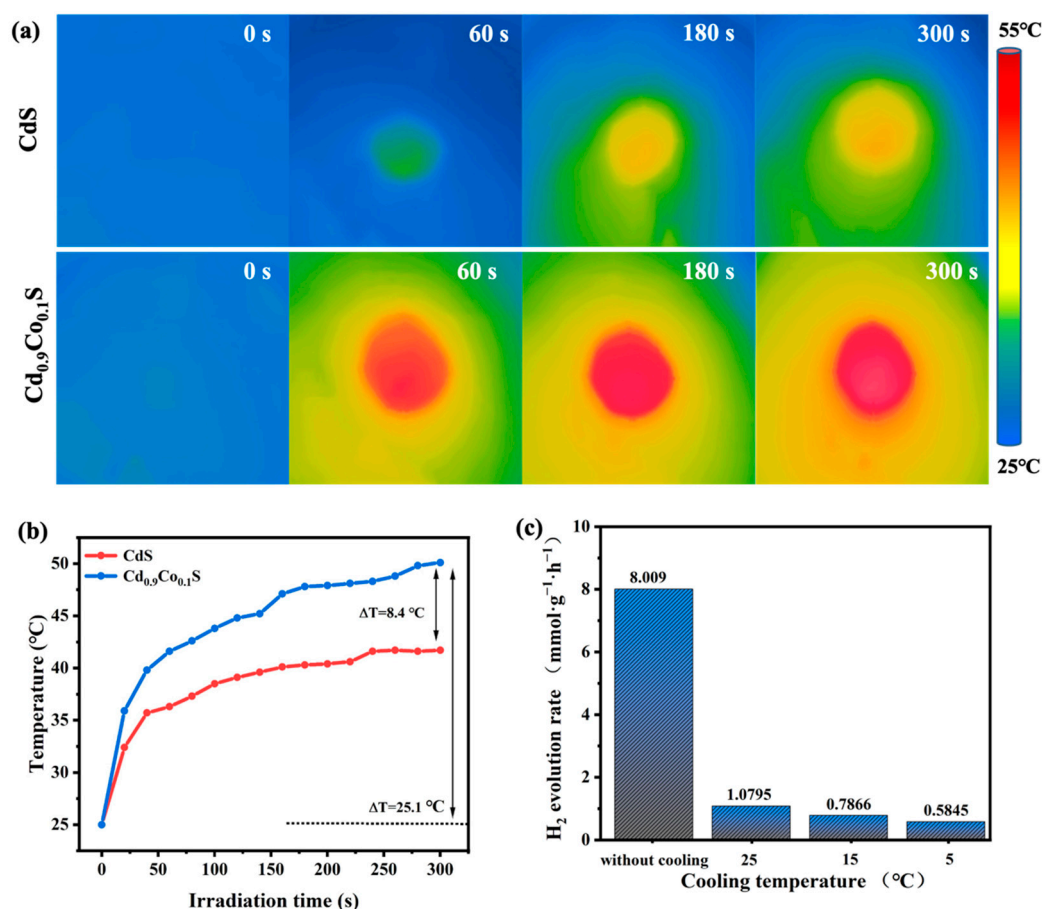 (a)
0 s
60 s
180 s
300 s
55℃
CdS
0 s
60 s
180 s
300 s
Cd₀.₉Co₀.₁S
25℃
(b)
CdS
Cd₀.₉Co₀.₁S
50
45
40
35
30
25
Temperature (℃)
ΔT=8.4 ℃
ΔT=25.1 ℃
0
50
100
150
200
250
300
Irradiation time (s)
(c)
10
8
6
4
2
0
H₂ evolution rate（mmol·g⁻¹·h⁻¹）
8.009
1.0795
0.7866
0.5845
without cooling
25
15
5
Cooling temperature （℃）